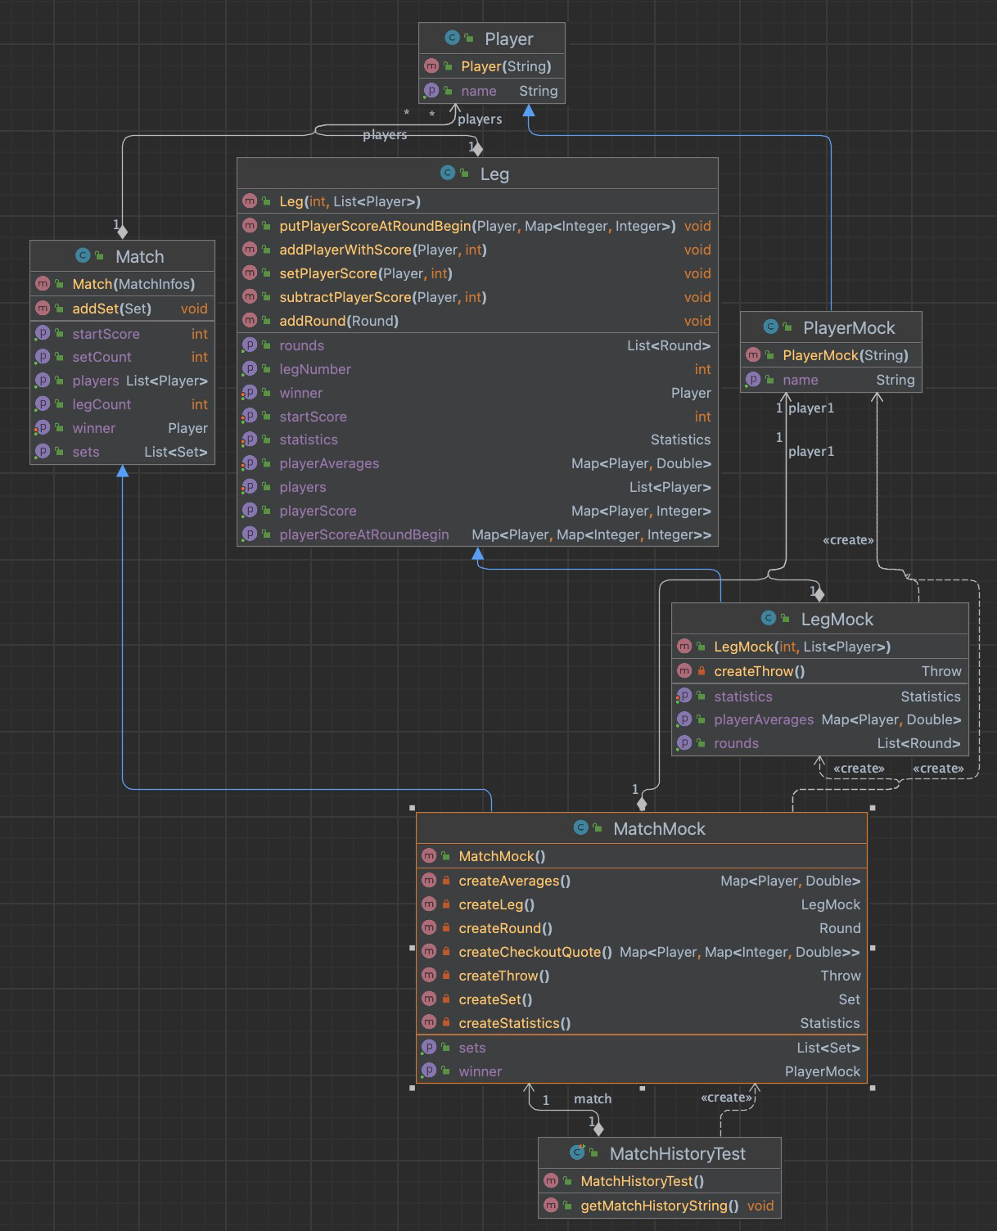 Player
Player(String)
name String
* *
players
players
1
Leg
Leg(int, List<Player>)
putPlayerScoreAtRoundBegin(Player, Map<Integer, Integer>) void
addPlayerWithScore(Player, int) void
setPlayerScore(Player, int) void
subtractPlayerScore(Player, int) void
addRound(Round) void
rounds List<Round>
legNumber int
winner Player
startScore int
statistics Statistics
playerAverages Map<Player, Double>
players List<Player>
playerScore Map<Player, Integer>
playerScoreAtRoundBegin Map<Player, Map<Integer, Integer>>
1
Match
Match(MatchInfos)
addSet(Set) void
startScore int
setCount int
players List<Player>
legCount int
winner Player
sets List<Set>
PlayerMock
PlayerMock(String)
name String
1 player1
1
player1
«create»
1
LegMock
LegMock(int, List<Player>)
createThrow() Throw
statistics Statistics
playerAverages Map<Player, Double>
rounds List<Round>
«create» «create»
1
MatchMock
MatchMock()
createAverages() Map<Player, Double>
createLeg() LegMock
createRound() Round
createCheckoutQuote() Map<Player, Map<Integer, Double>>
createThrow() Throw
createSet() Set
createStatistics() Statistics
sets List<Set>
winner PlayerMock
1 match «create»
1
MatchHistoryTest
MatchHistoryTest()
getMatchHistoryString() void